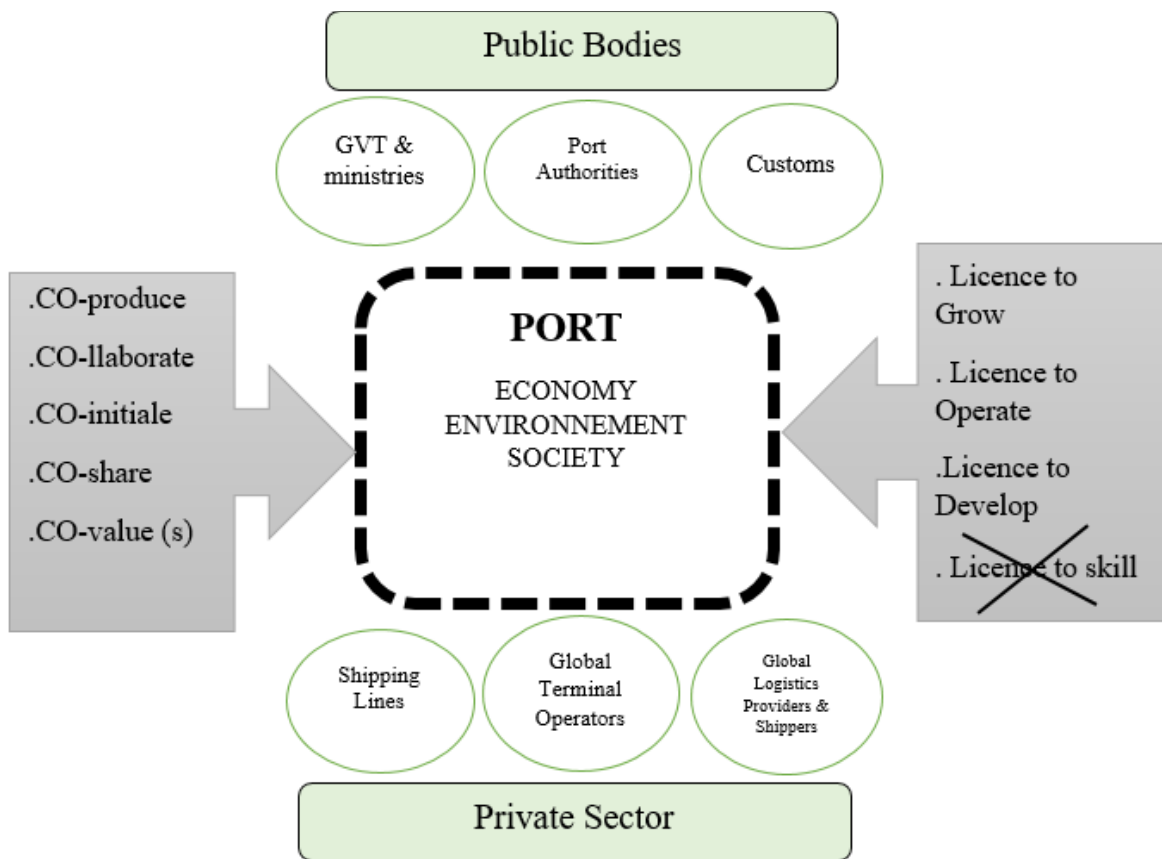 Public Bodies
GVT &
ministries
Port
Authorities
Customs
.CO-produce
.CO-llaborate
.CO-initiale
.CO-share
.CO-value (s)
PORT
ECONOMY
ENVIRONNEMENT
SOCIETY
. Licence to
Grow
. Licence to
Operate
.Licence to
Develop
. Licence to skill
Shipping
Lines
Global
Terminal
Operators
Global
Logistics
Providers &
Shippers
Private Sector